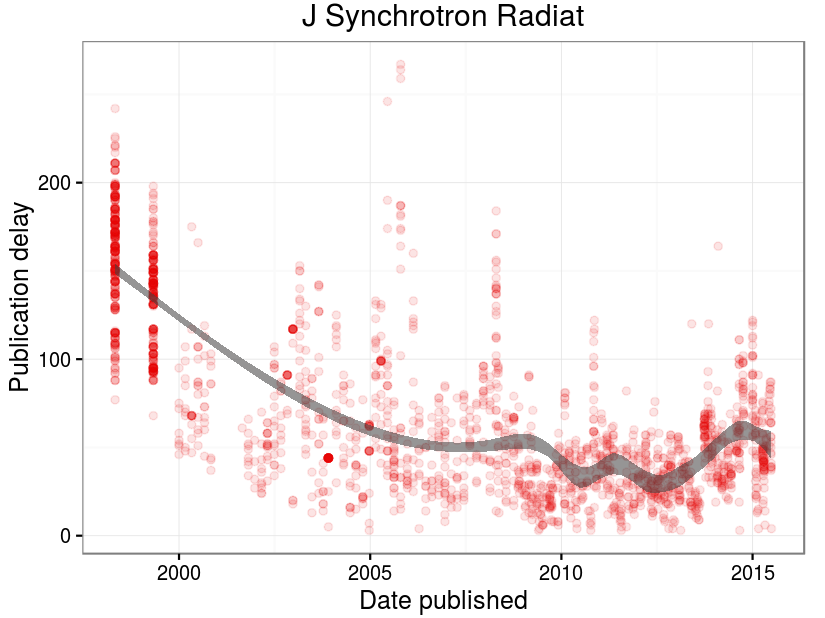 J Synchrotron Radiat
Publication delay
200
100
0
2000 2005 2010 2015
Date published